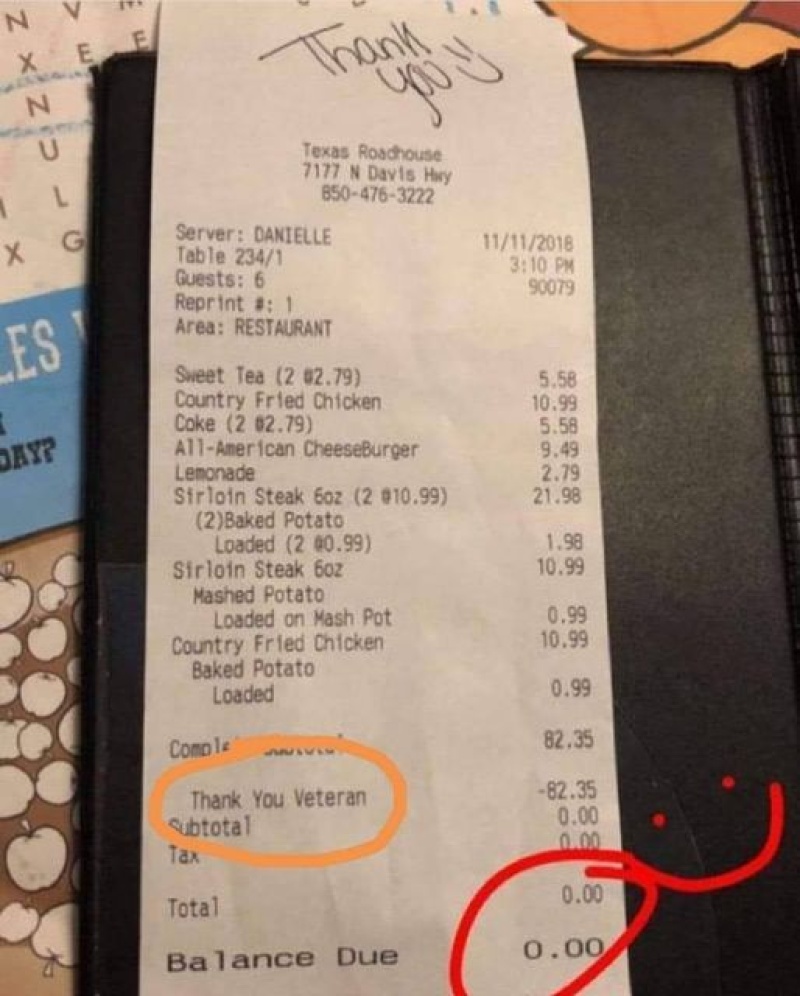 N V
X E E
N
U
L
X G
LES
DAY?
Thank
you
Texas Roadhouse
7177 N Davis Hwy
850-476-3222
Server: DANIELLE 11/11/2018
Table 234/1 3:10 PM
Guests: 6 90079
Reprint #: 1
Area: RESTAURANT
Sweet Tea (2 @2.79) 5.58
Country Fried Chicken 10.99
Coke (2 @2.79) 5.58
All-American CheeseBurger 9.49
Lemonade 2.79
Sirloin Steak 6oz (2 @10.99) 21.98
(2)Baked Potato
Loaded (2 @0.99) 1.98
Sirloin Steak 6oz 10.99
Mashed Potato
Loaded on Mash Pot 0.99
Country Fried Chicken 10.99
Baked Potato
Loaded 0.99
Subtotal 82.35
Thank You Veteran -82.35
Subtotal 0.00
Tax 0.00
Total 0.00
Balance Due 0.00